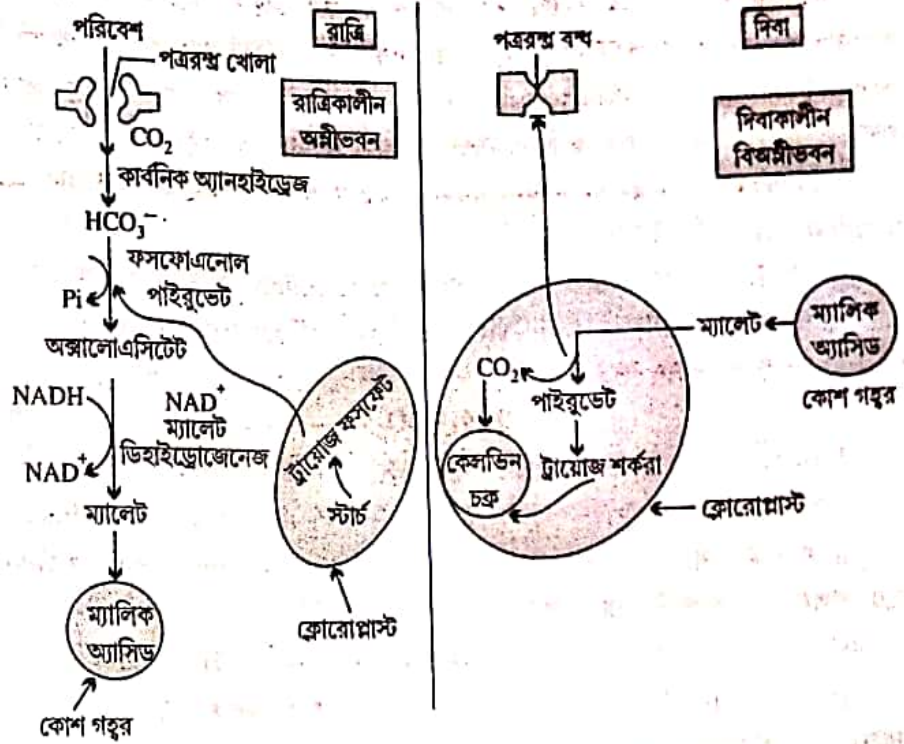 পরিবেশ
রাত্রি
পত্ররন্ধ্র খোলা
রাত্রিকালীন
অম্লীভবন
CO₂
কার্বনিক অ্যানহাইড্রেজ
HCO₃⁻
ফসফোএনোল
পাইরুভেট
Pi
অক্সালোএসিটেট
NADH
NAD⁺
ম্যালেট
ডিহাইড্রোজেনেজ
NAD⁺
ম্যালেট
ট্রায়োজ ফসফেট
স্টার্চ
ক্লোরোপ্লাস্ট
ম্যালিক
অ্যাসিড
কোশ গহ্বর
পত্ররন্ধ্র বন্ধ
দিবা
দিবাকালীন
বিঅম্লীভবন
ম্যালেট
ম্যালিক
অ্যাসিড
কোশ গহ্বর
CO₂
পাইরুভেট
কেলভিন
চক্র
ট্রায়োজ শর্করা
ক্লোরোপ্লাস্ট